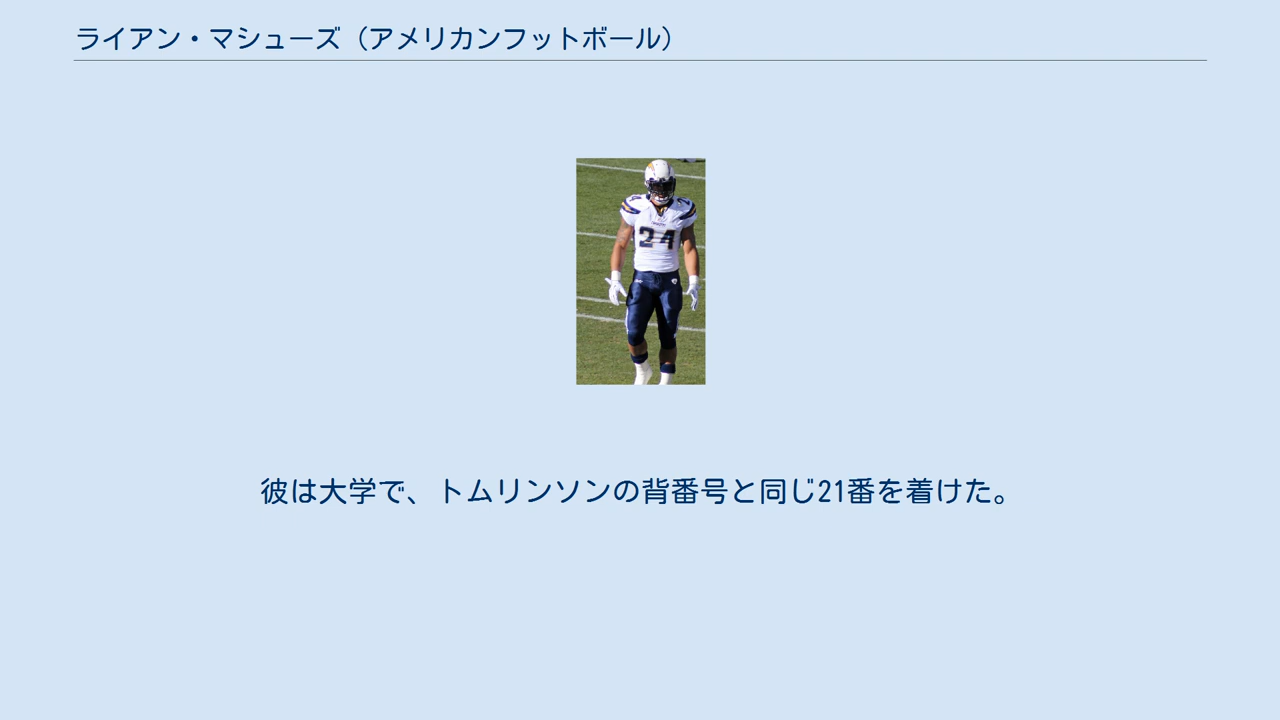 ライアン・マシューズ（アメリカンフットボール）
24
彼は大学で、トムリンソンの背番号と同じ21番を着けた。